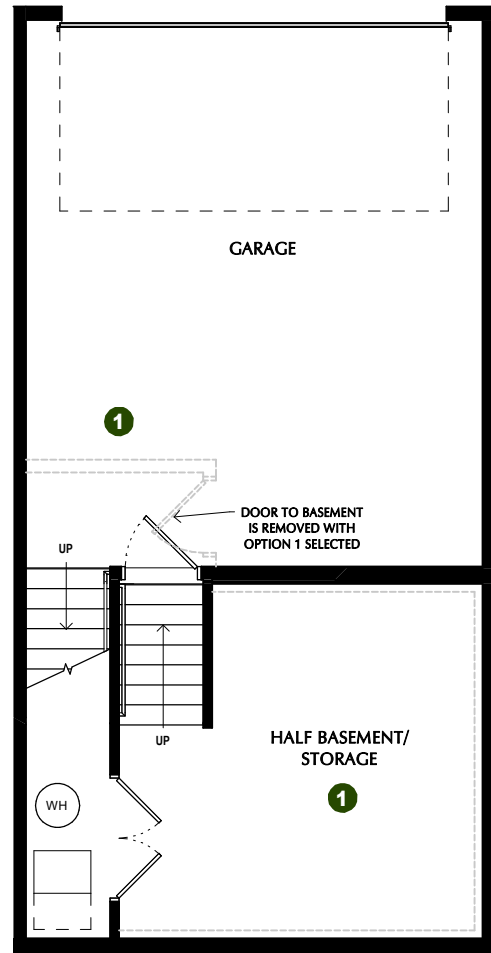 GARAGE
1
DOOR TO BASEMENT
IS REMOVED WITH
OPTION 1 SELECTED
UP
UP
HALF BASEMENT/
STORAGE
1
WH